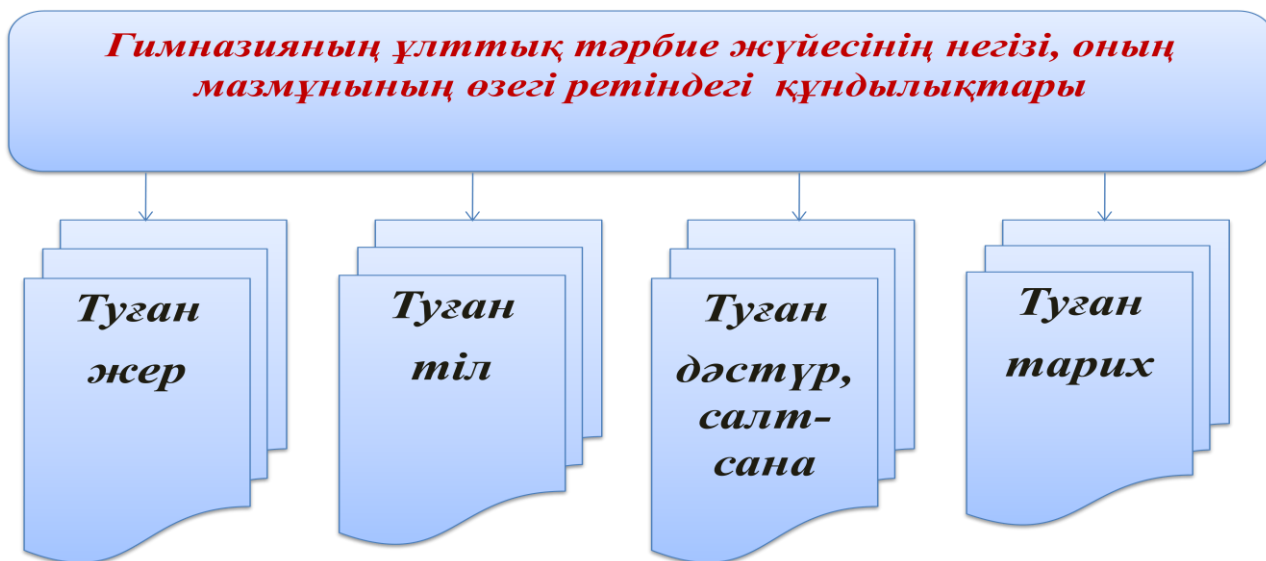 Гимназияның ұлттық тәрбие жүйесінің негізі, оның
мазмұнының өзегі ретіндегі құндылықтары
Туған
жер
Туған
тіл
Туған
дәстүр,
салт-
сана
Туған
тарих